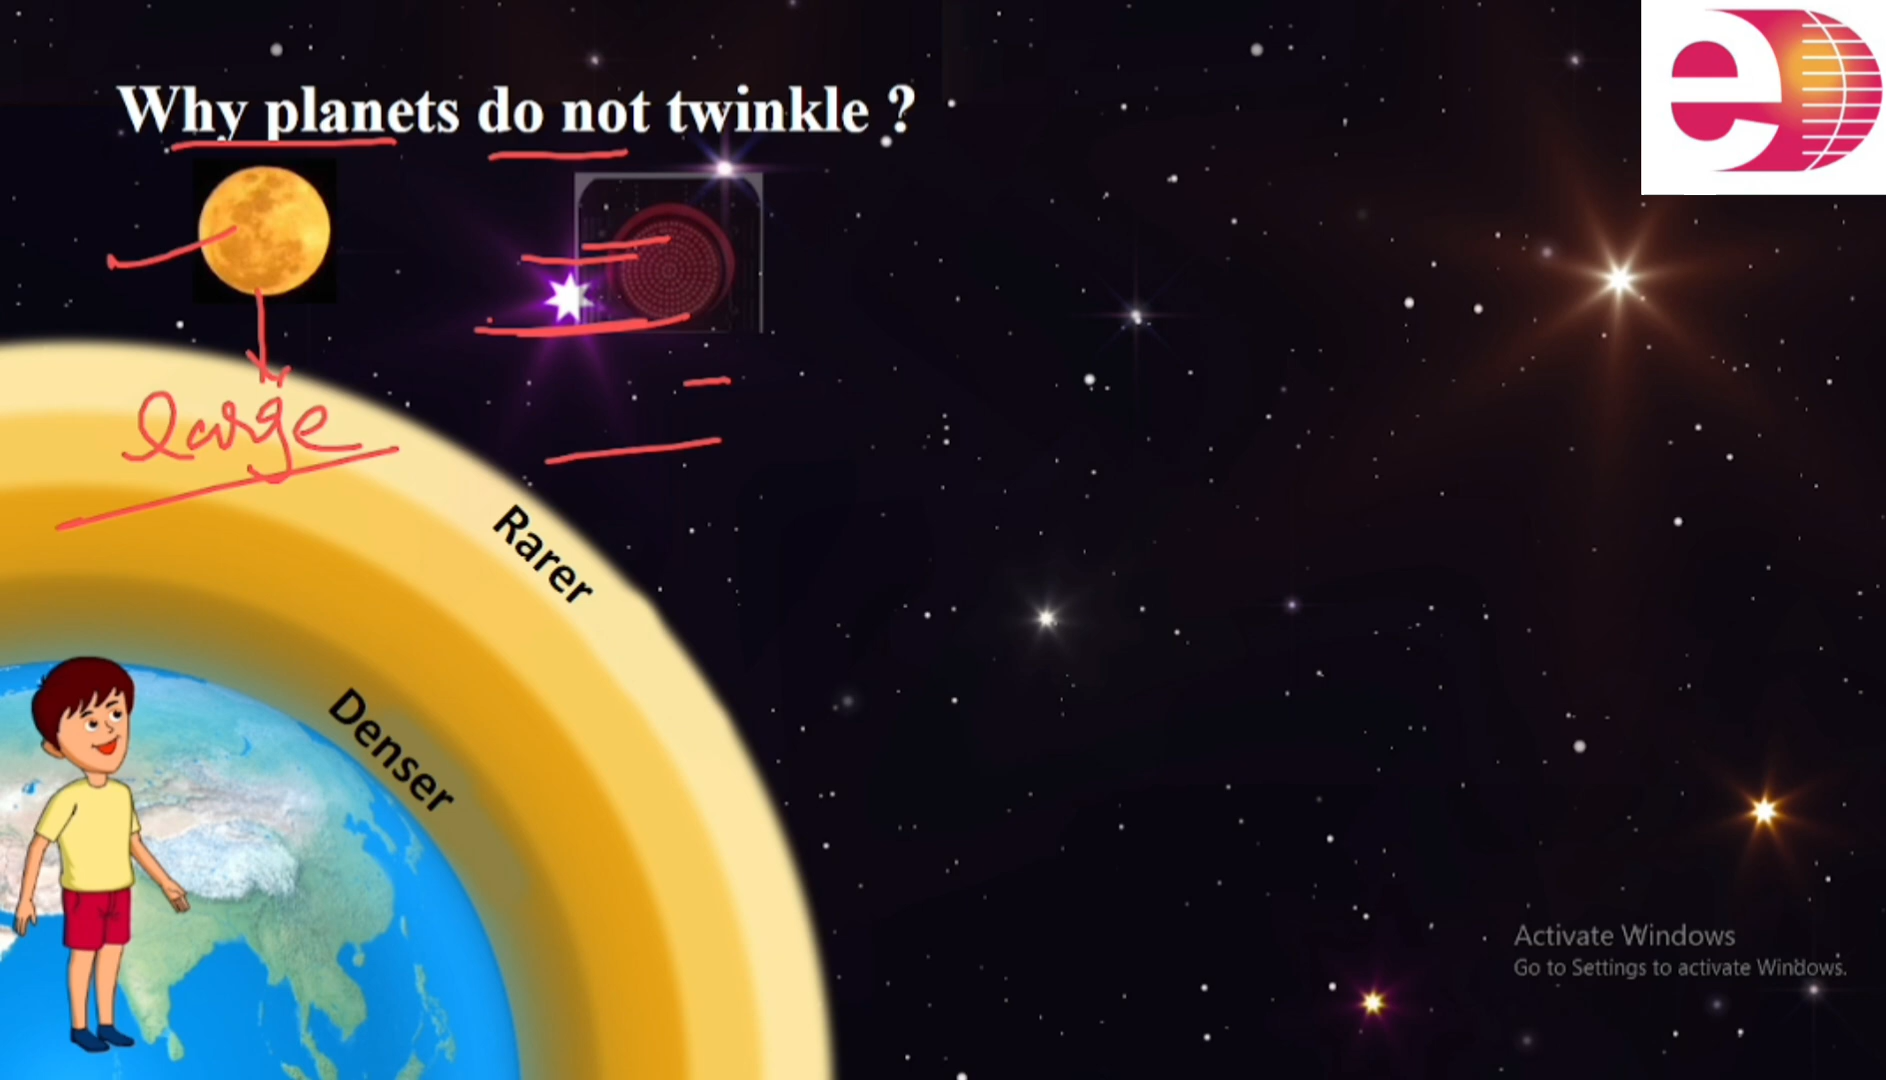 Why planets do not twinkle ?
large
Rarer
Denser
Activate Windows
Go to Settings to activate Windows.